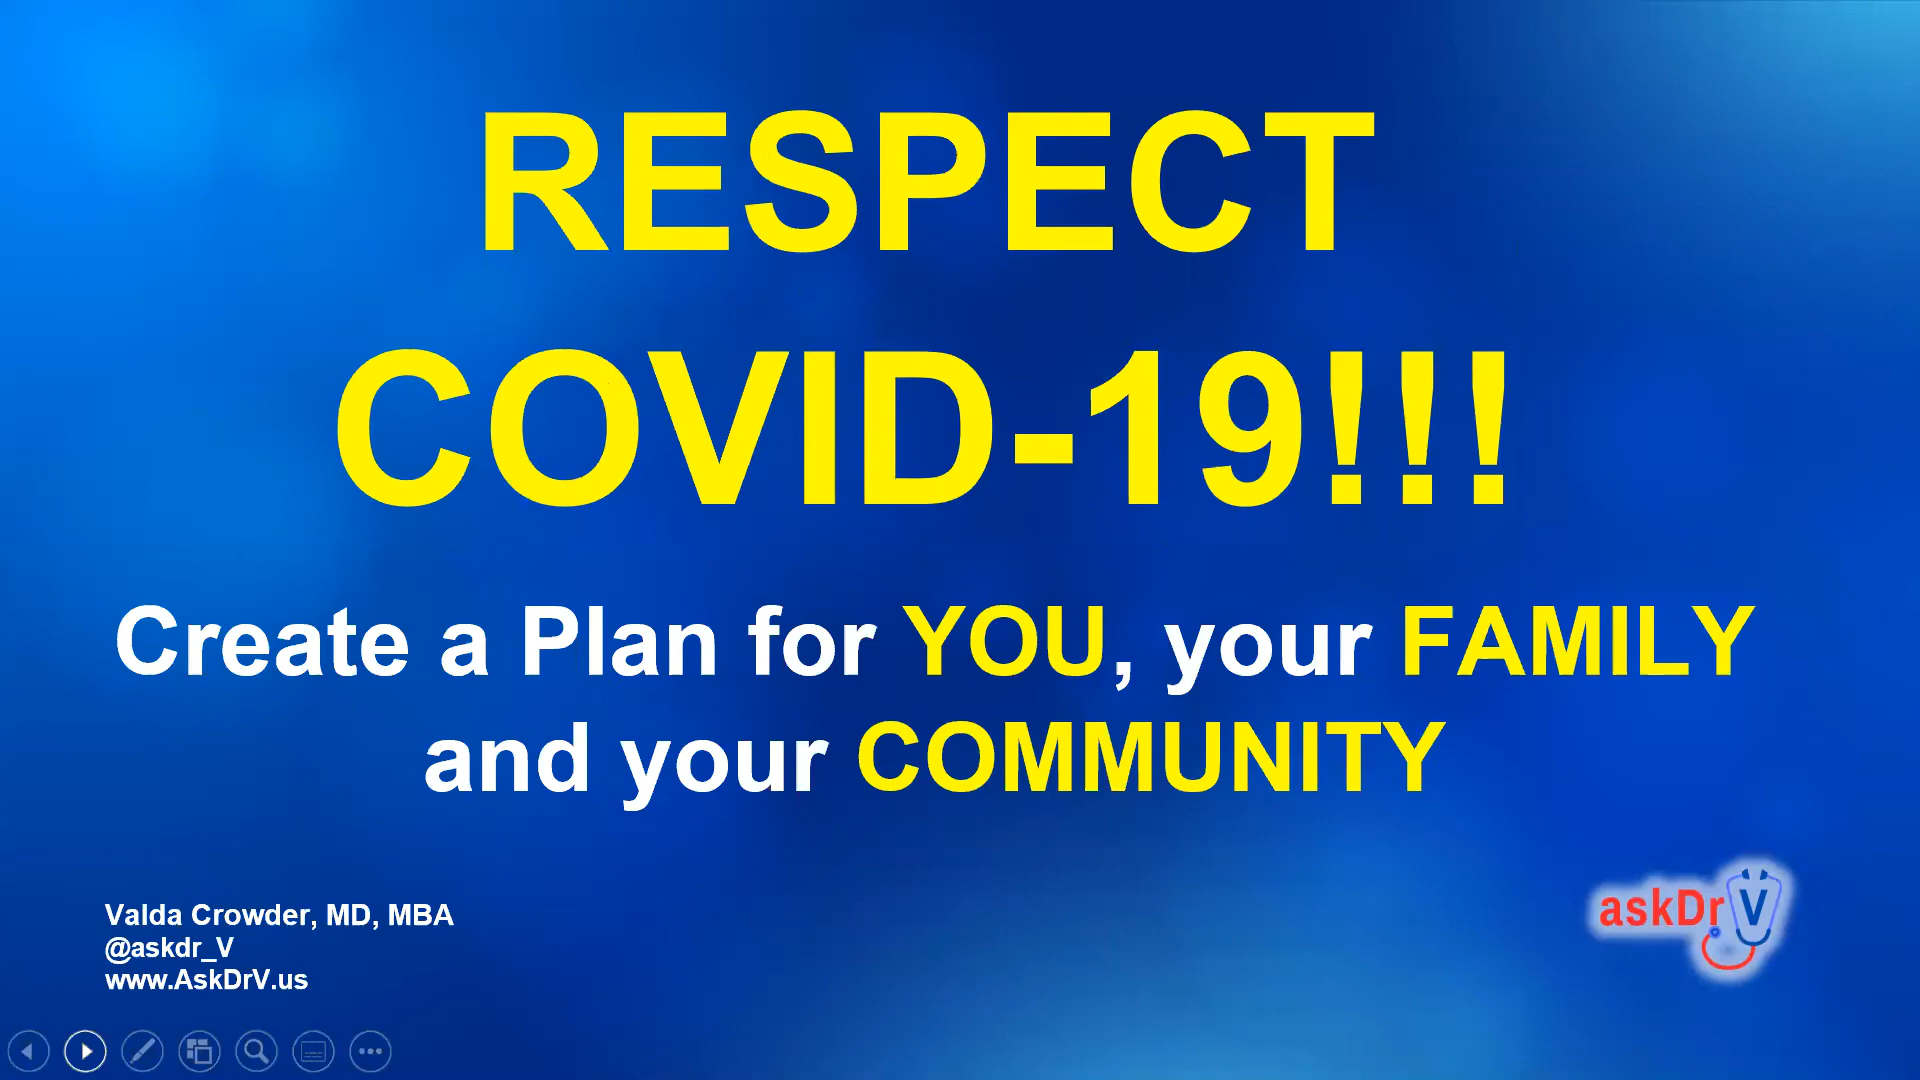 RESPECT
COVID-19!!!
Create a Plan for YOU, your FAMILY
and your COMMUNITY
Valda Crowder, MD, MBA
@askdr_V
www.AskDrV.us
askDrV